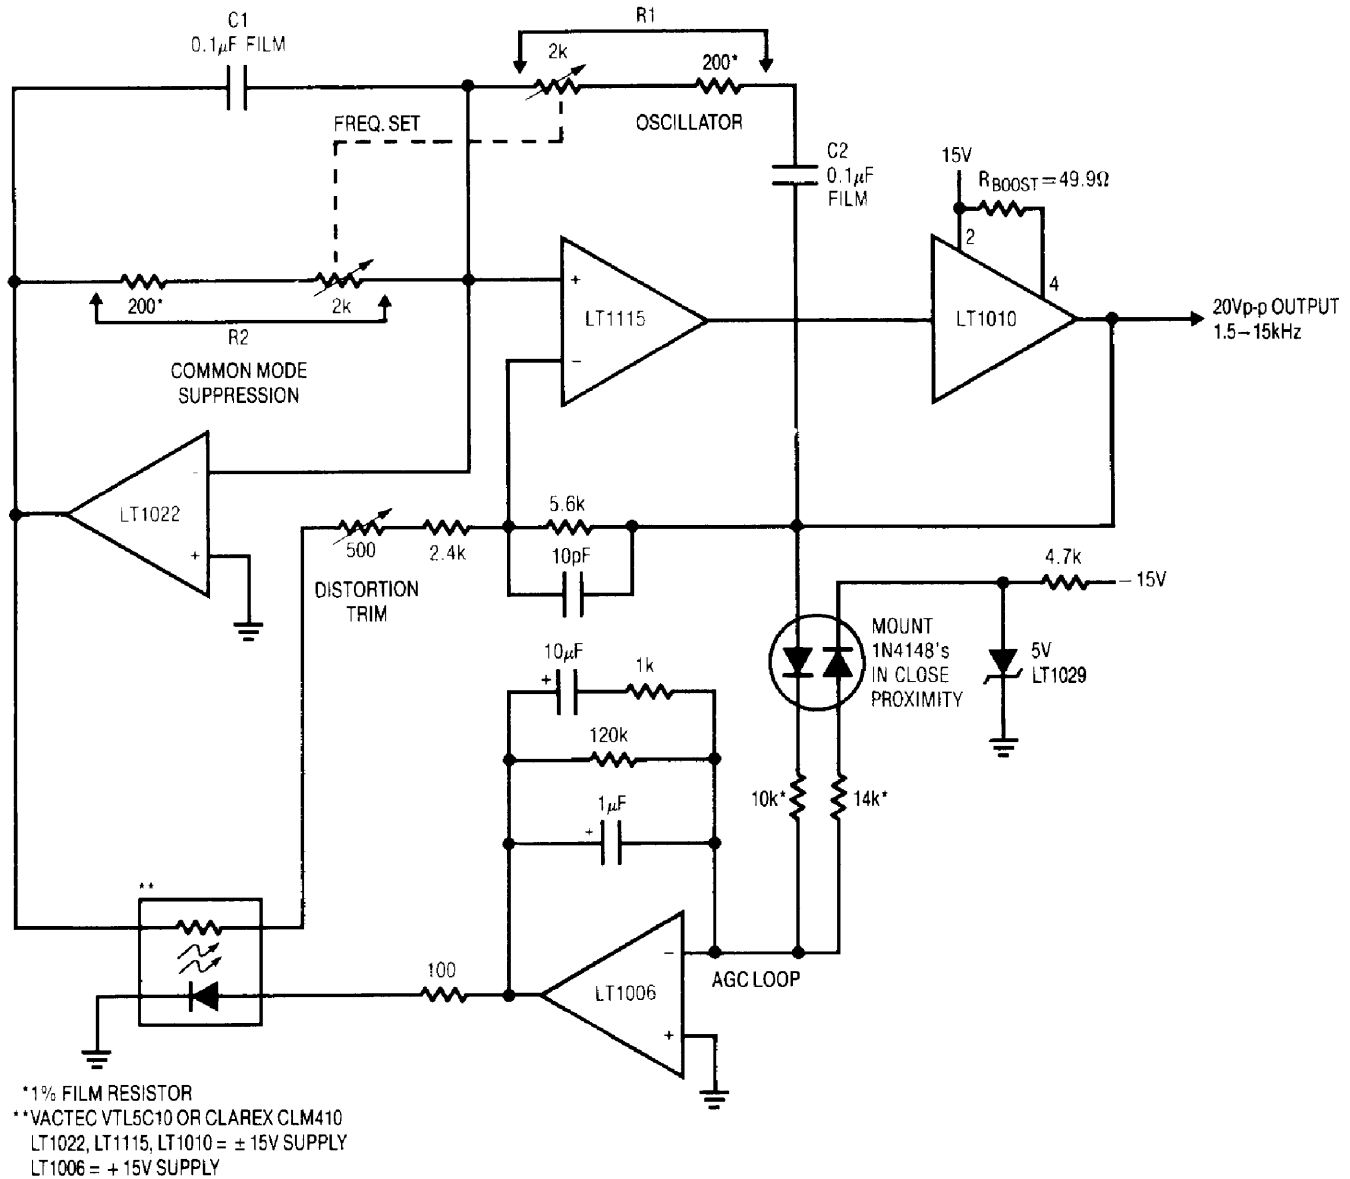 C1
0.1µF FILM
R1
2k
200*
FREQ. SET
OSCILLATOR
C2
0.1µF
FILM
15V
RBOOST = 49.9Ω
2
4
200*
2k
R2
COMMON MODE
SUPPRESSION
+
LT1115
−
LT1010
20Vp-p OUTPUT
1.5–15kHz
-
LT1022
+
500
2.4k
DISTORTION
TRIM
5.6k
10pF
4.7k
−15V
MOUNT
1N4148's
IN CLOSE
PROXIMITY
5V
LT1029
10µF
+
1k
120k
1µF
+
10k*
14k*
**
100
−
LT1006
+
AGC LOOP
*1% FILM RESISTOR
**VACTEC VTL5C10 OR CLAREX CLM410
LT1022, LT1115, LT1010 = ± 15V SUPPLY
LT1006 = + 15V SUPPLY